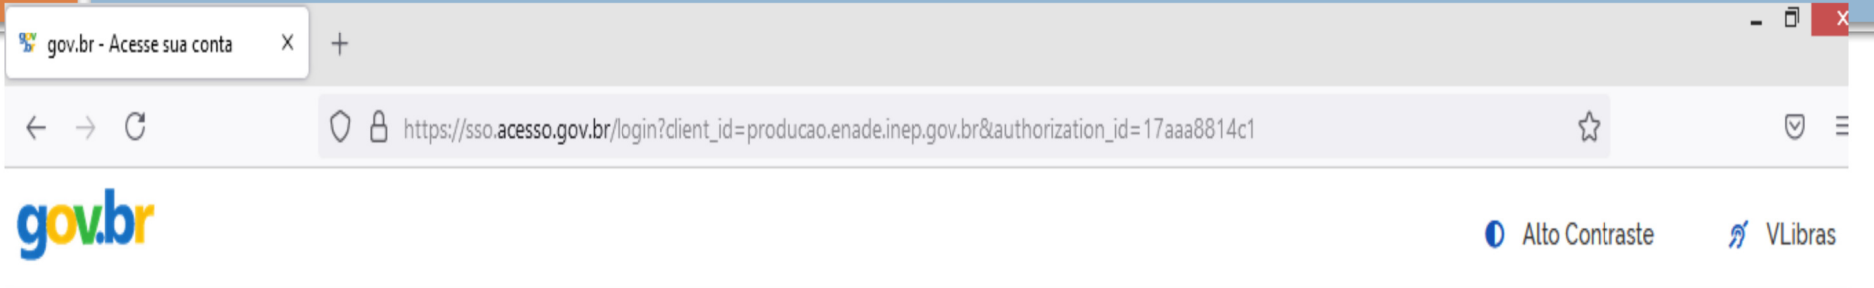 gov.br - Acesse sua conta
https://sso.acesso.gov.br/login?client_id=producao.enade.inep.gov.br&authorization_id=17aaa8814c1
gov.br
Alto Contraste VLibras